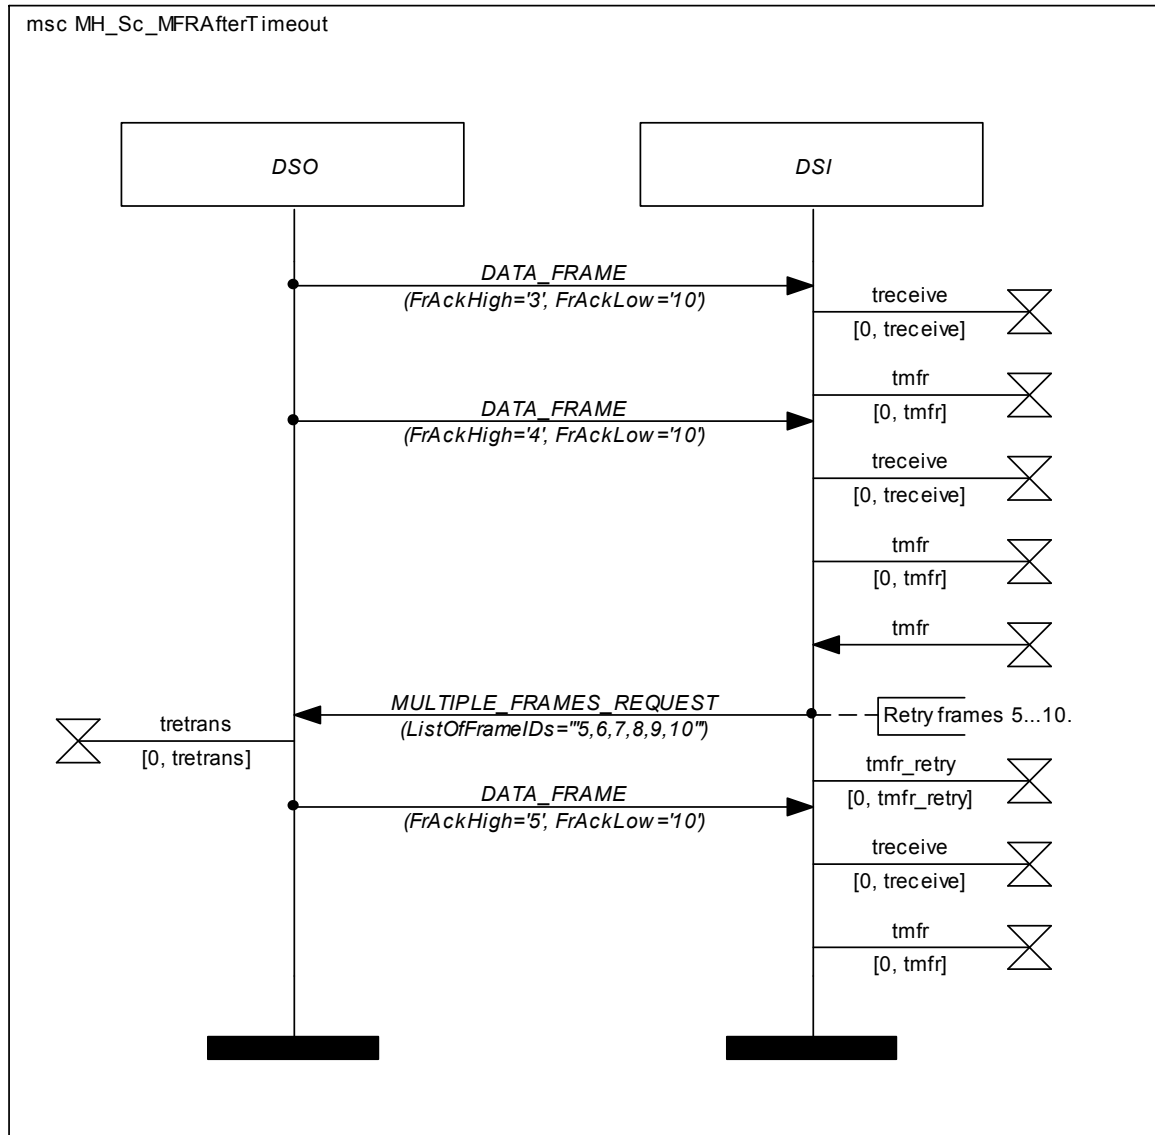 msc MH_Sc_MFRAfterTimeout
DSO
DSI
DATA_FRAME
(FrAckHigh='3', FrAckLow='10')
treceive
[0, treceive]
tmfr
[0, tmfr]
DATA_FRAME
(FrAckHigh='4', FrAckLow='10')
treceive
[0, treceive]
tmfr
[0, tmfr]
tmfr
MULTIPLE_FRAMES_REQUEST
(ListOfFrameIDs="'5,6,7,8,9,10'")
Retry frames 5...10.
tretrans
[0, tretrans]
tmfr_retry
[0, tmfr_retry]
DATA_FRAME
(FrAckHigh='5', FrAckLow='10')
treceive
[0, treceive]
tmfr
[0, tmfr]